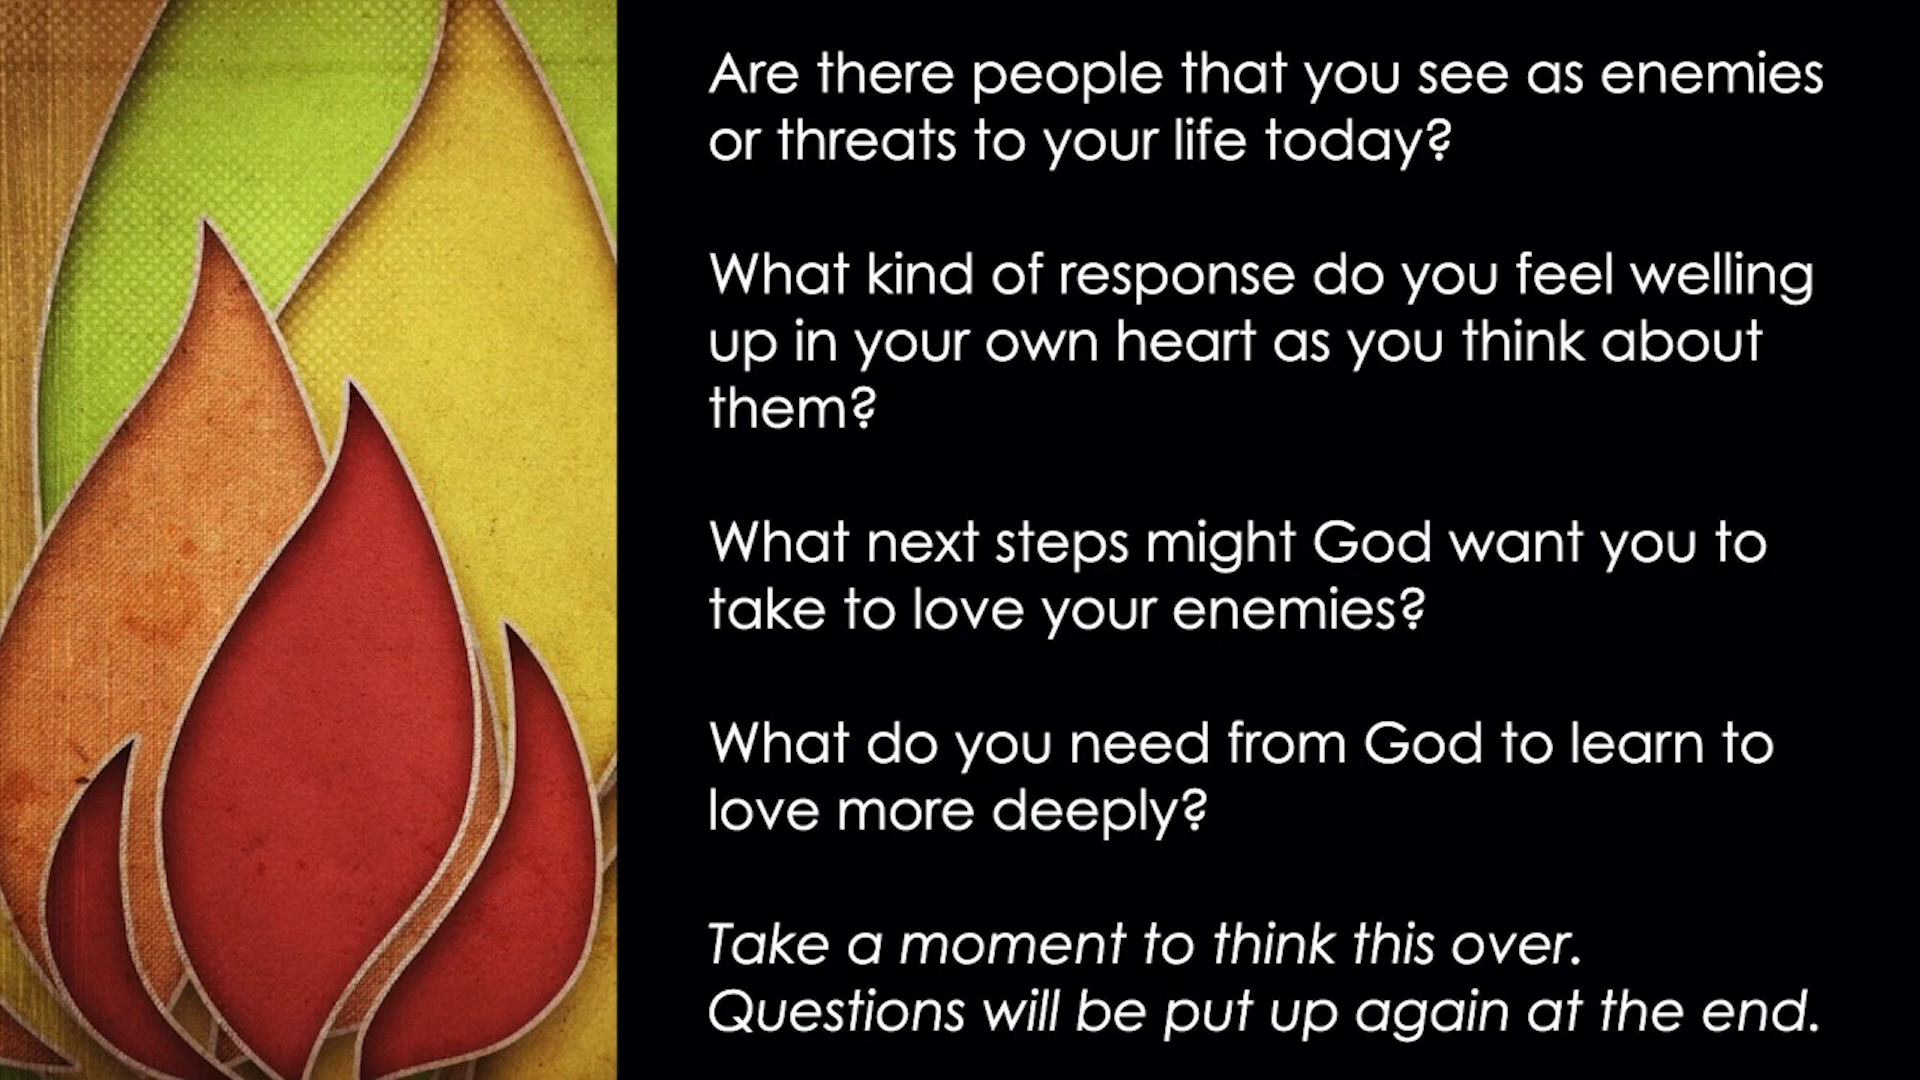 Are there people that you see as enemies
or threats to your life today?
What kind of response do you feel welling
up in your own heart as you think about
them?
What next steps might God want you to
take to love your enemies?
What do you need from God to learn to
love more deeply?
Take a moment to think this over.
Questions will be put up again at the end.